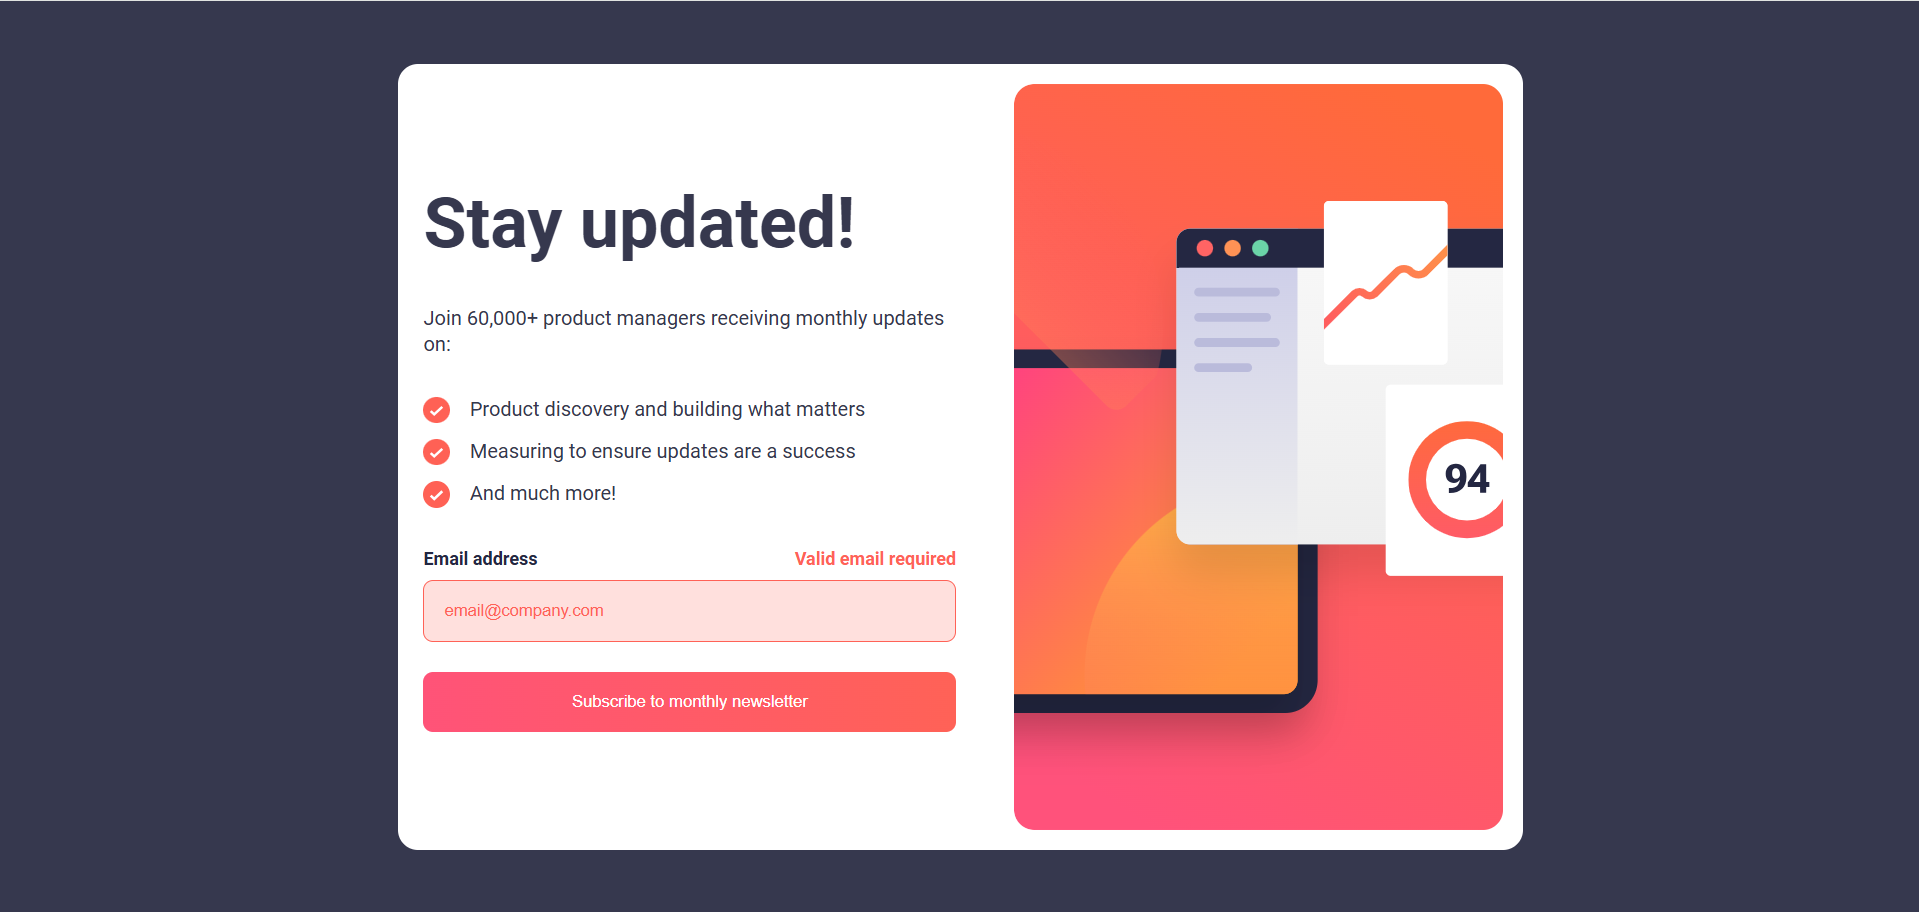 Stay updated!
Join 60,000+ product managers receiving monthly updates
on:
Product discovery and building what matters
Measuring to ensure updates are a success
And much more!
Email address
Valid email required
email@company.com
Subscribe to monthly newsletter
94